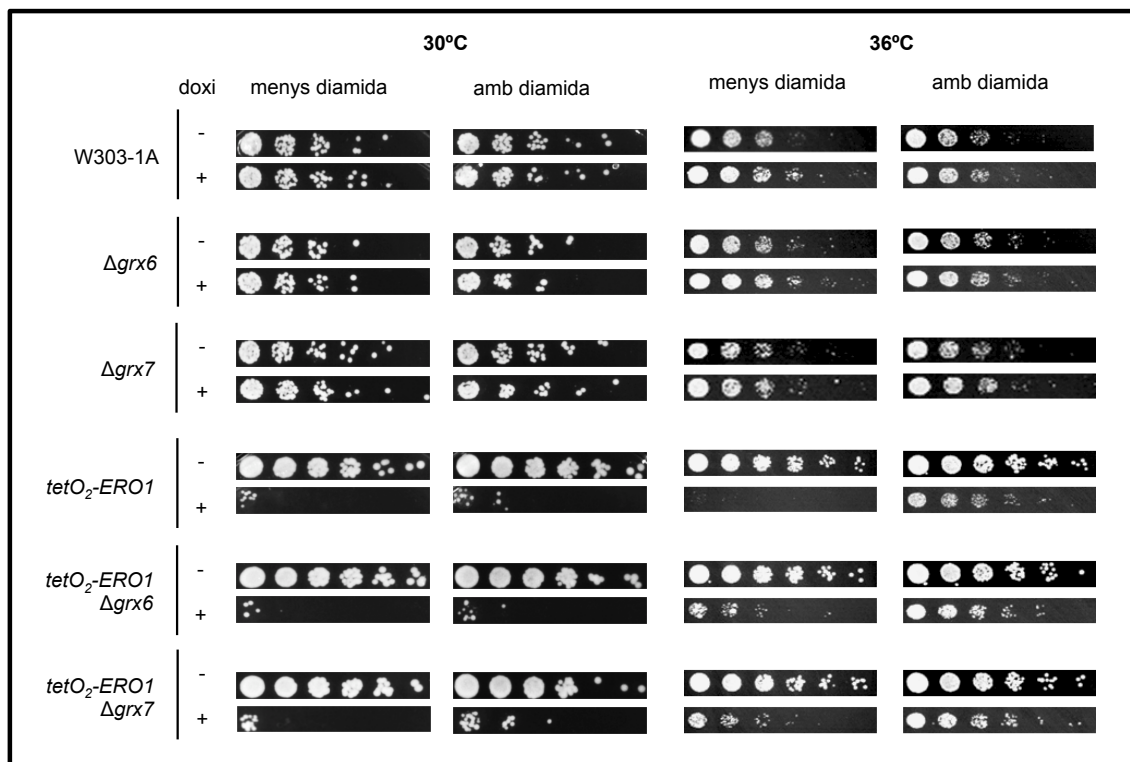 30ºC 36ºC
doxi menys diamida amb diamida menys diamida amb diamida
W303-1A
-
+
Δgrx6
-
+
Δgrx7
-
+
tetO₂-ERO1
-
+
tetO₂-ERO1
Δgrx6
-
+
tetO₂-ERO1
Δgrx7
-
+